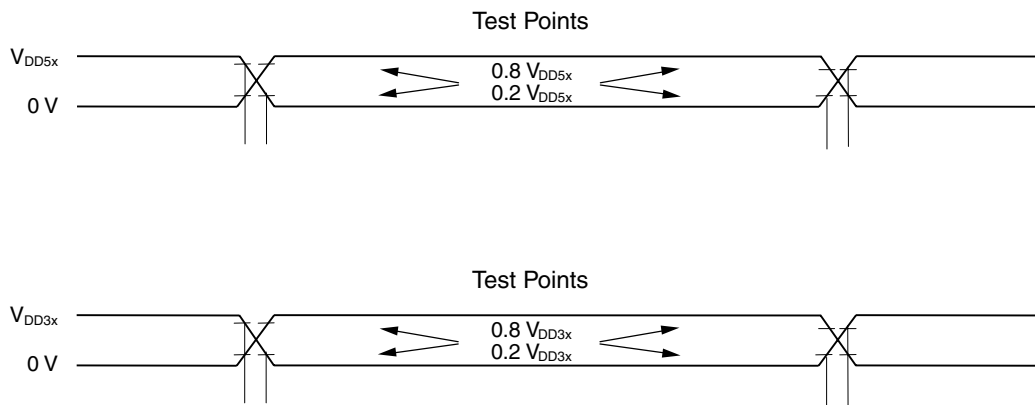 Test Points
VDD5x
0.8 VDD5x
0.2 VDD5x
0 V
Test Points
VDD3x
0.8 VDD3x
0.2 VDD3x
0 V